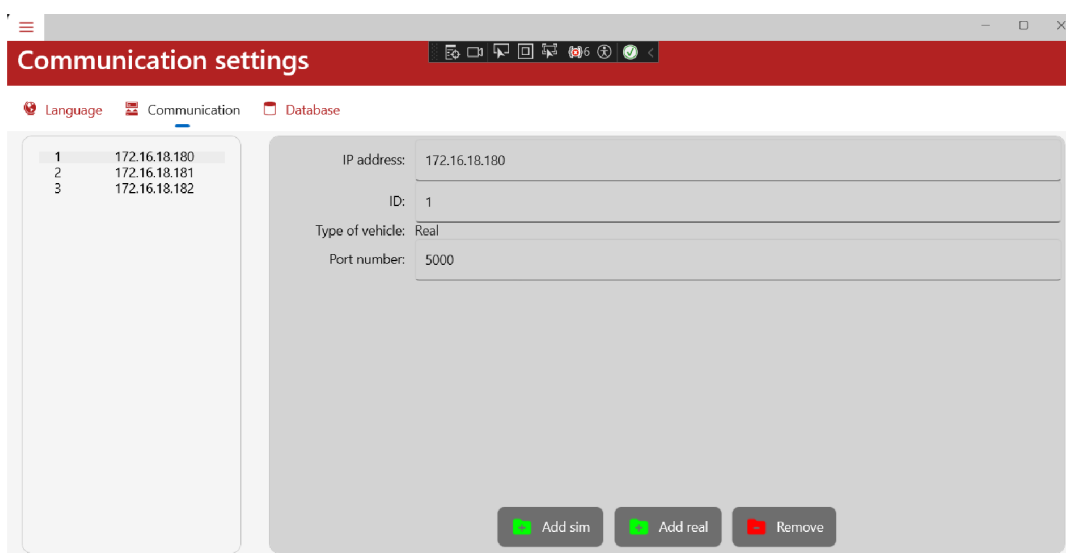 Communication settings
6
Language Communication Database
1 172.16.18.180
2 172.16.18.181
3 172.16.18.182
IP address: 172.16.18.180
ID: 1
Type of vehicle: Real
Port number: 5000
Add sim Add real Remove